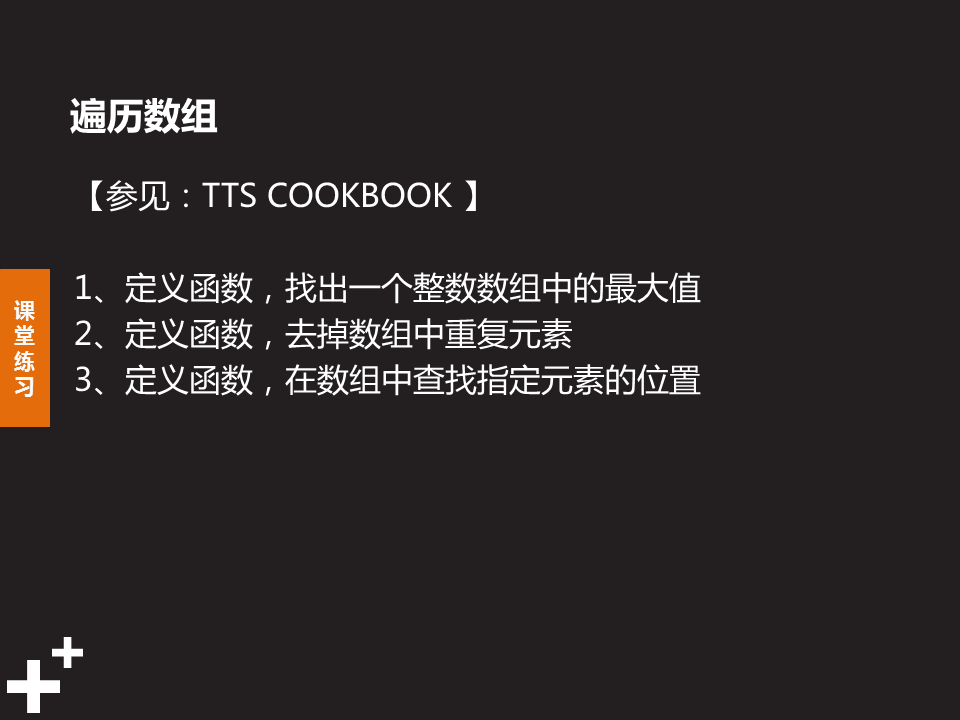 遍历数组
【参见：TTS COOKBOOK 】
1、定义函数，找出一个整数数组中的最大值
2、定义函数，去掉数组中重复元素
3、定义函数，在数组中查找指定元素的位置
课
堂
练
习